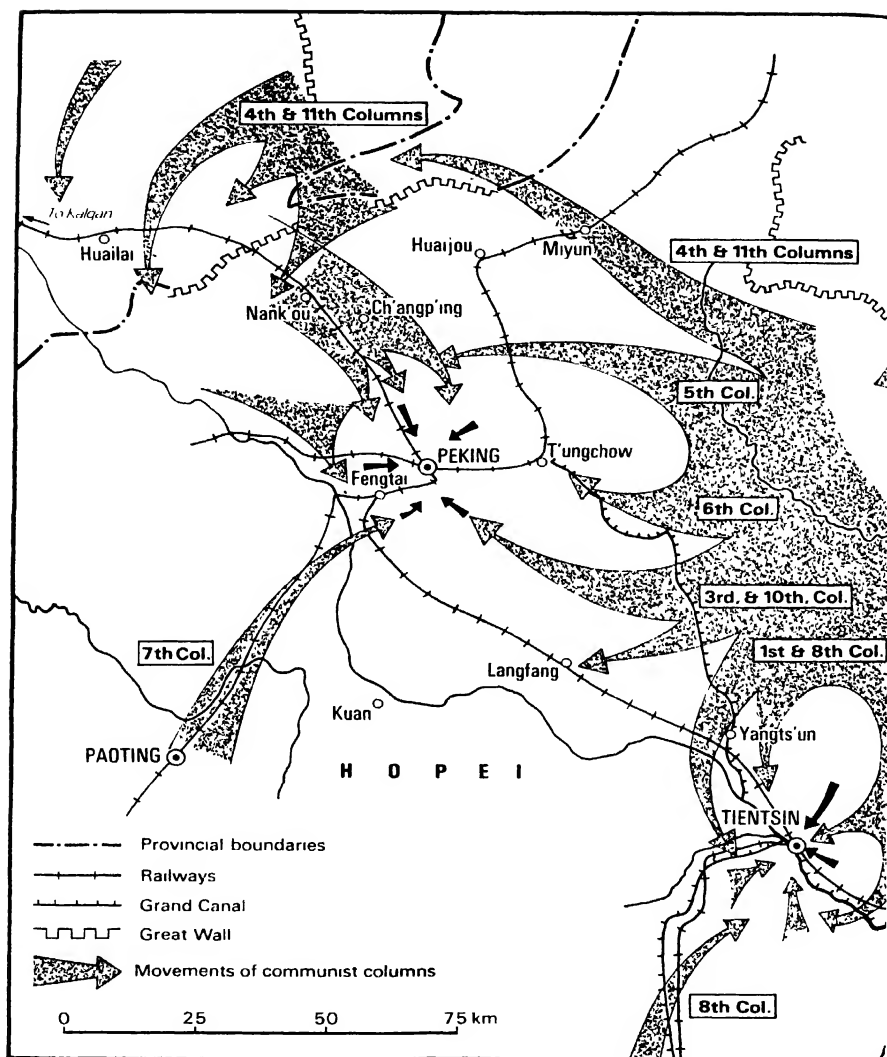 4th & 11th Columns
To Kalgan
Huailai
Huaijou
Miyun
4th & 11th Columns
Nank'ou
Ch'angp'ing
5th Col.
PEKING
T'ungchow
Fengtai
6th Col.
3rd. & 10th. Col.
7th Col.
Langfang
1st & 8th Col.
Kuan
Yangts'un
PAOTING
HOPEI
TIENTSIN
Provincial boundaries
Railways
Grand Canal
Great Wall
Movements of communist columns
8th Col.
0 25 50 75 km